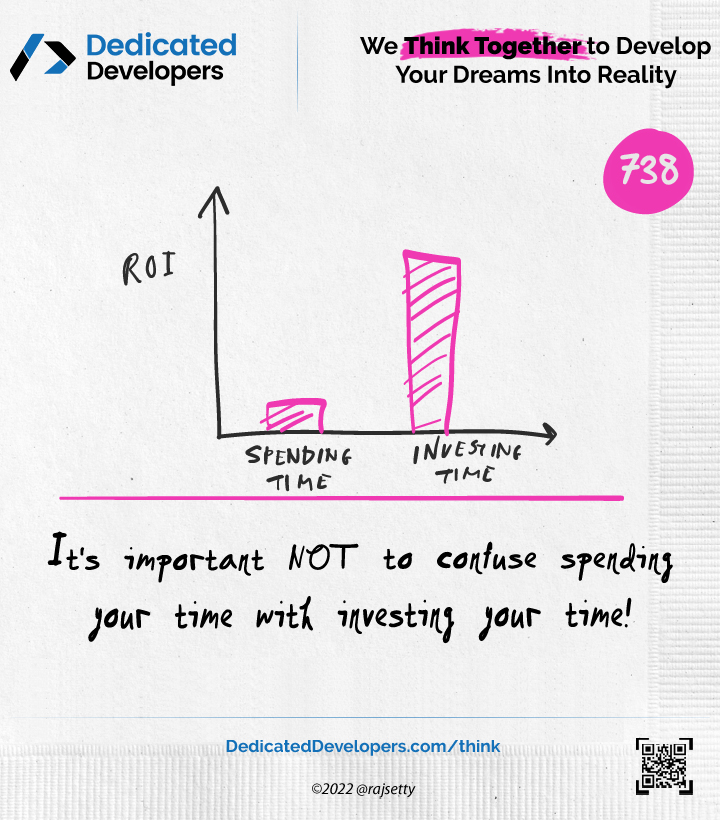 Dedicated
Developers
We Think Together to Develop
Your Dreams Into Reality
738
ROI
SPENDING
TIME
INVESTING
TIME
It's important NOT to confuse spending
your time with investing your time!
DedicatedDevelopers.com/think
©2022 @rajsetty